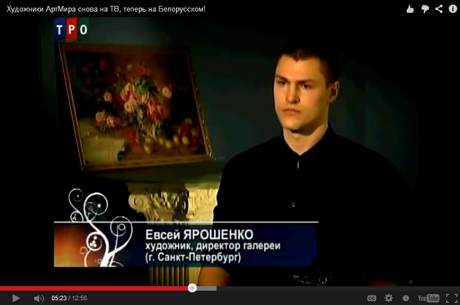 Художники АртМира снова на ТВ, теперь на Белорусском!
ТРО
Евсей ЯРОШЕНКО
художник, директор галереи
(г. Санкт-Петербург)
05:23 / 12:56
YouTube